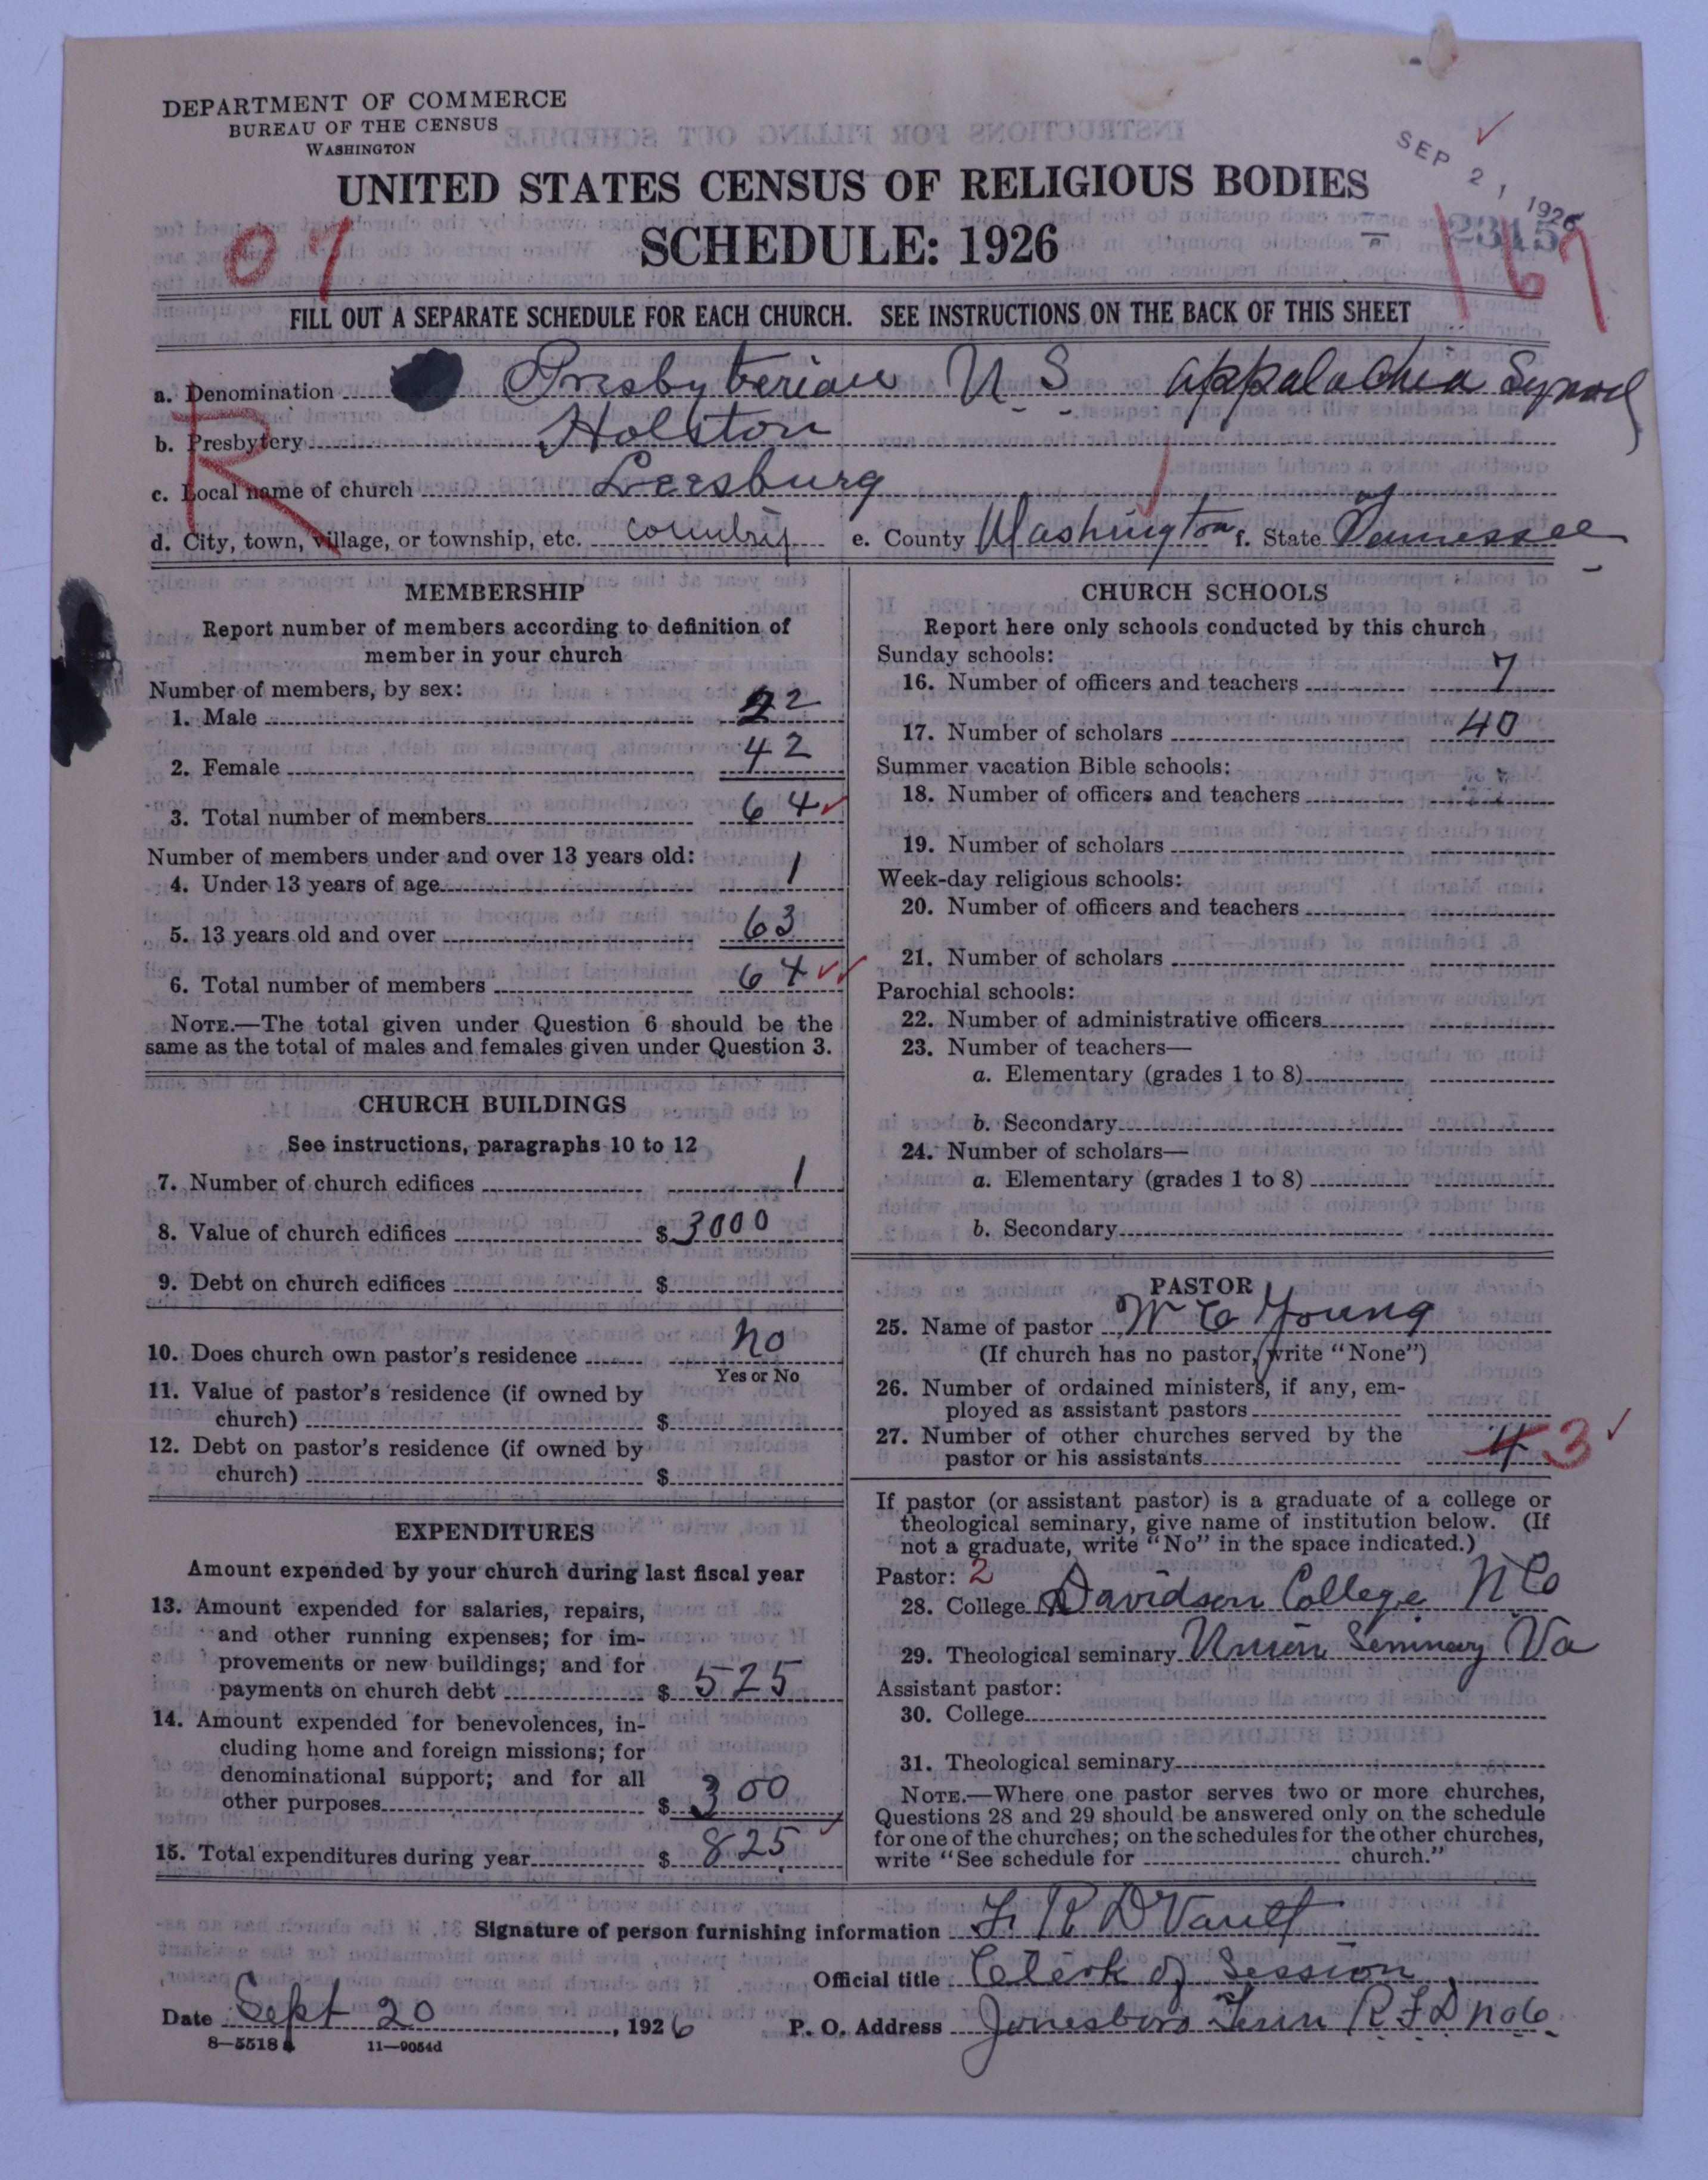 DEPARTMENT OF COMMERCE
BUREAU OF THE CENSUS
WASHINGTON
SEP 21 1926
UNITED STATES CENSUS OF RELIGIOUS BODIES
SCHEDULE: 1926
07
2315
167
FILL OUT A SEPARATE SCHEDULE FOR EACH CHURCH. SEE INSTRUCTIONS ON THE BACK OF THIS SHEET
a. Denomination Presbyterian U. S. Appalachia Synod
b. Presbytery Holston
R
c. Local name of church Leesburg
d. City, town, village, or township, etc. country e. County Washington f. State Tennessee
MEMBERSHIP
Report number of members according to definition of
member in your church
Number of members, by sex:
1. Male 22
2. Female 42
3. Total number of members 64
Number of members under and over 13 years old:
4. Under 13 years of age 1
5. 13 years old and over 63
6. Total number of members 64
NOTE.—The total given under Question 6 should be the
same as the total of males and females given under Question 3.
CHURCH BUILDINGS
See instructions, paragraphs 10 to 12
7. Number of church edifices 1
8. Value of church edifices $ 3000
9. Debt on church edifices $
10. Does church own pastor's residence no
Yes or No
11. Value of pastor's residence (if owned by
church) $
12. Debt on pastor's residence (if owned by
church) $
EXPENDITURES
Amount expended by your church during last fiscal year
13. Amount expended for salaries, repairs,
and other running expenses; for im-
provements or new buildings; and for
payments on church debt $ 525
14. Amount expended for benevolences, in-
cluding home and foreign missions; for
denominational support; and for all
other purposes $ 300
15. Total expenditures during year $ 825
CHURCH SCHOOLS
Report here only schools conducted by this church
Sunday schools:
16. Number of officers and teachers 7
17. Number of scholars 40
Summer vacation Bible schools:
18. Number of officers and teachers
19. Number of scholars
Week-day religious schools:
20. Number of officers and teachers
21. Number of scholars
Parochial schools:
22. Number of administrative officers
23. Number of teachers—
a. Elementary (grades 1 to 8)
b. Secondary
24. Number of scholars—
a. Elementary (grades 1 to 8)
b. Secondary
PASTOR
25. Name of pastor W C Young
(If church has no pastor, write "None")
26. Number of ordained ministers, if any, em-
ployed as assistant pastors
27. Number of other churches served by the
pastor or his assistants 4 3
If pastor (or assistant pastor) is a graduate of a college or
theological seminary, give name of institution below. (If
not a graduate, write "No" in the space indicated.)
Pastor: 2
28. College Davidson College N Co
29. Theological seminary Union Seminary Va
Assistant pastor:
30. College
31. Theological seminary
NOTE.—Where one pastor serves two or more churches,
Questions 28 and 29 should be answered only on the schedule
for one of the churches; on the schedules for the other churches,
write "See schedule for church."
Signature of person furnishing information F. R DVault
Official title Clerk of Session
Date Sept 20, 1926 P. O. Address Jonesboro Tenn R F D no 6
8—5518 11—9054d